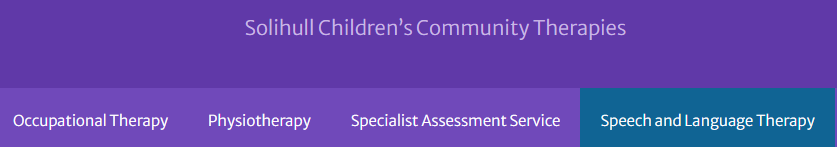 Solihull Children’s Community Therapies
Occupational Therapy Physiotherapy Specialist Assessment Service Speech and Language Therapy